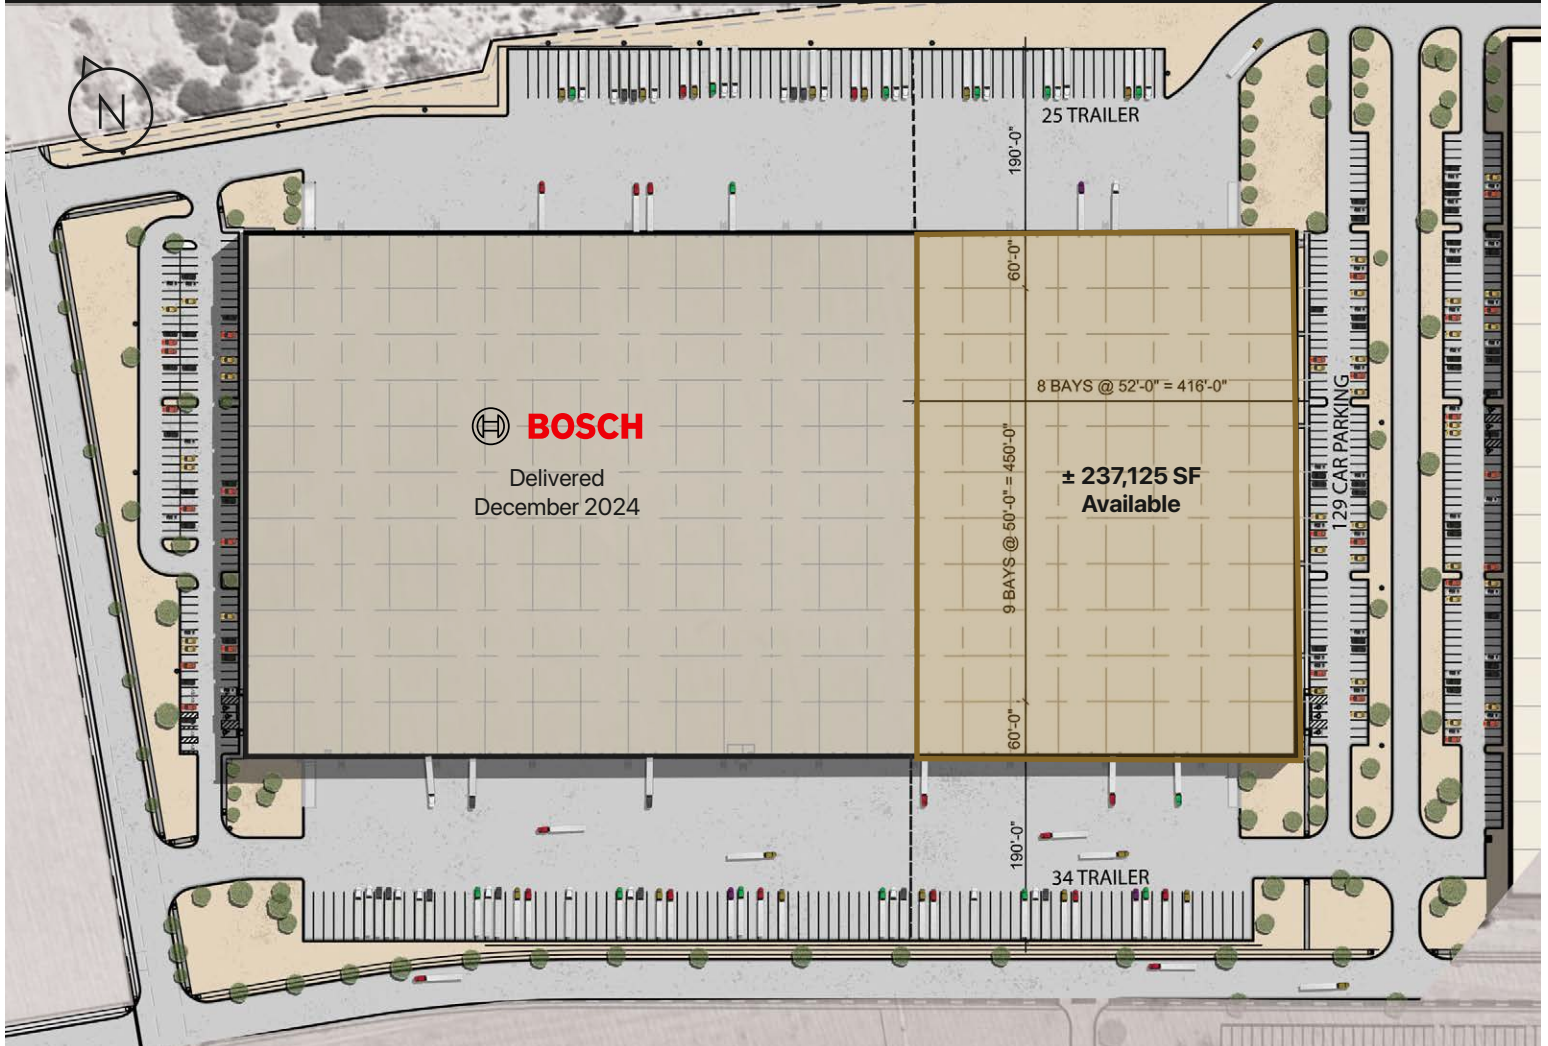 N
25 TRAILER
190'-0"
60'-0"
8 BAYS @ 52'-0" = 416'-0"
BOSCH
Delivered
December 2024
9 BAYS @ 50'-0" = 450'-0"
± 237,125 SF
Available
129 CAR PARKING
60'-0"
190'-0"
34 TRAILER